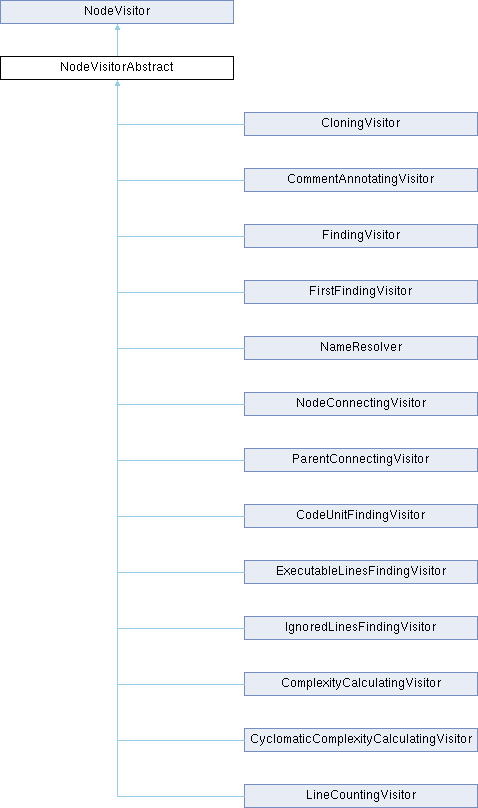 NodeVisitor
NodeVisitorAbstract
CloningVisitor
CommentAnnotatingVisitor
FindingVisitor
FirstFindingVisitor
NameResolver
NodeConnectingVisitor
ParentConnectingVisitor
CodeUnitFindingVisitor
ExecutableLinesFindingVisitor
IgnoredLinesFindingVisitor
ComplexityCalculatingVisitor
CyclomaticComplexityCalculatingVisitor
LineCountingVisitor